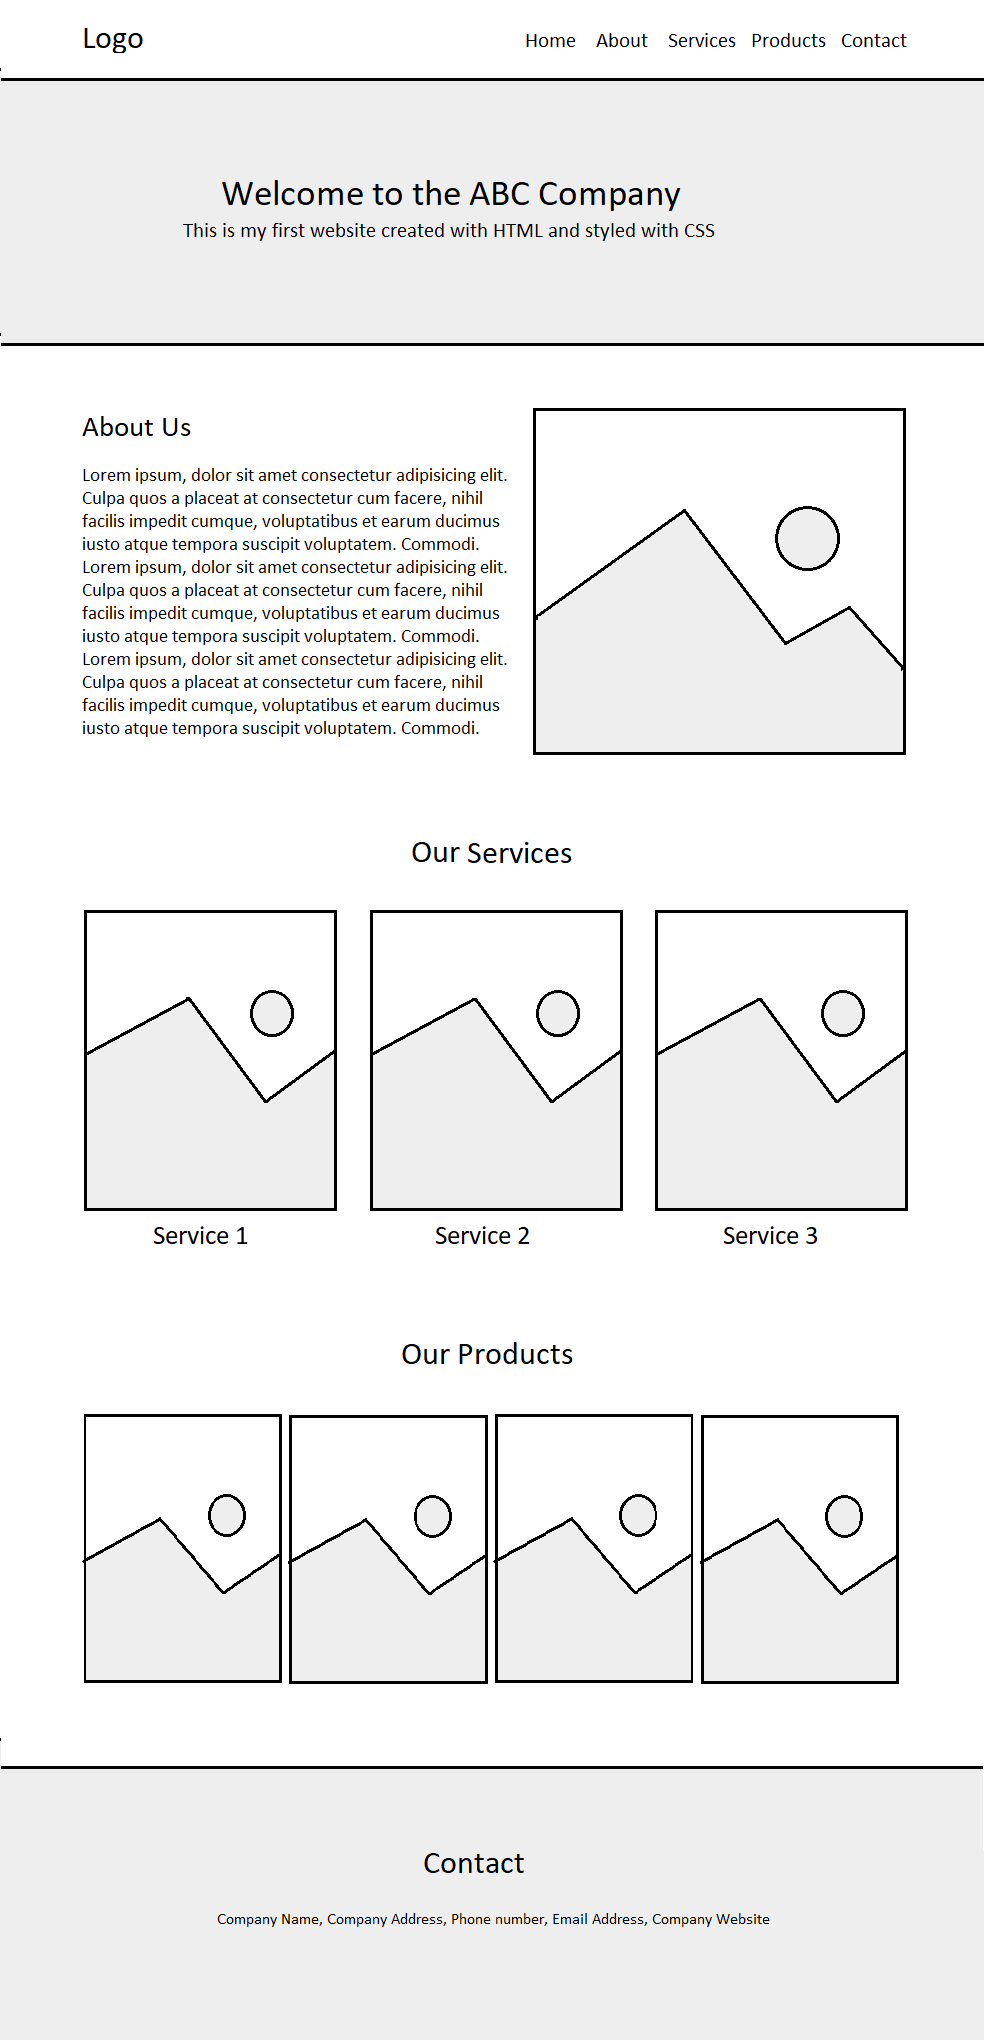 Logo
Home About Services Products Contact
Welcome to the ABC Company
This is my first website created with HTML and styled with CSS
About Us
Lorem ipsum, dolor sit amet consectetur adipisicing elit.
Culpa quos a placeat at consectetur cum facere, nihil
facilis impedit cumque, voluptatibus et earum ducimus
iusto atque tempora suscipit voluptatem. Commodi.
Lorem ipsum, dolor sit amet consectetur adipisicing elit.
Culpa quos a placeat at consectetur cum facere, nihil
facilis impedit cumque, voluptatibus et earum ducimus
iusto atque tempora suscipit voluptatem. Commodi.
Lorem ipsum, dolor sit amet consectetur adipisicing elit.
Culpa quos a placeat at consectetur cum facere, nihil
facilis impedit cumque, voluptatibus et earum ducimus
iusto atque tempora suscipit voluptatem. Commodi.
Our Services
Service 1
Service 2
Service 3
Our Products
Contact
Company Name, Company Address, Phone number, Email Address, Company Website